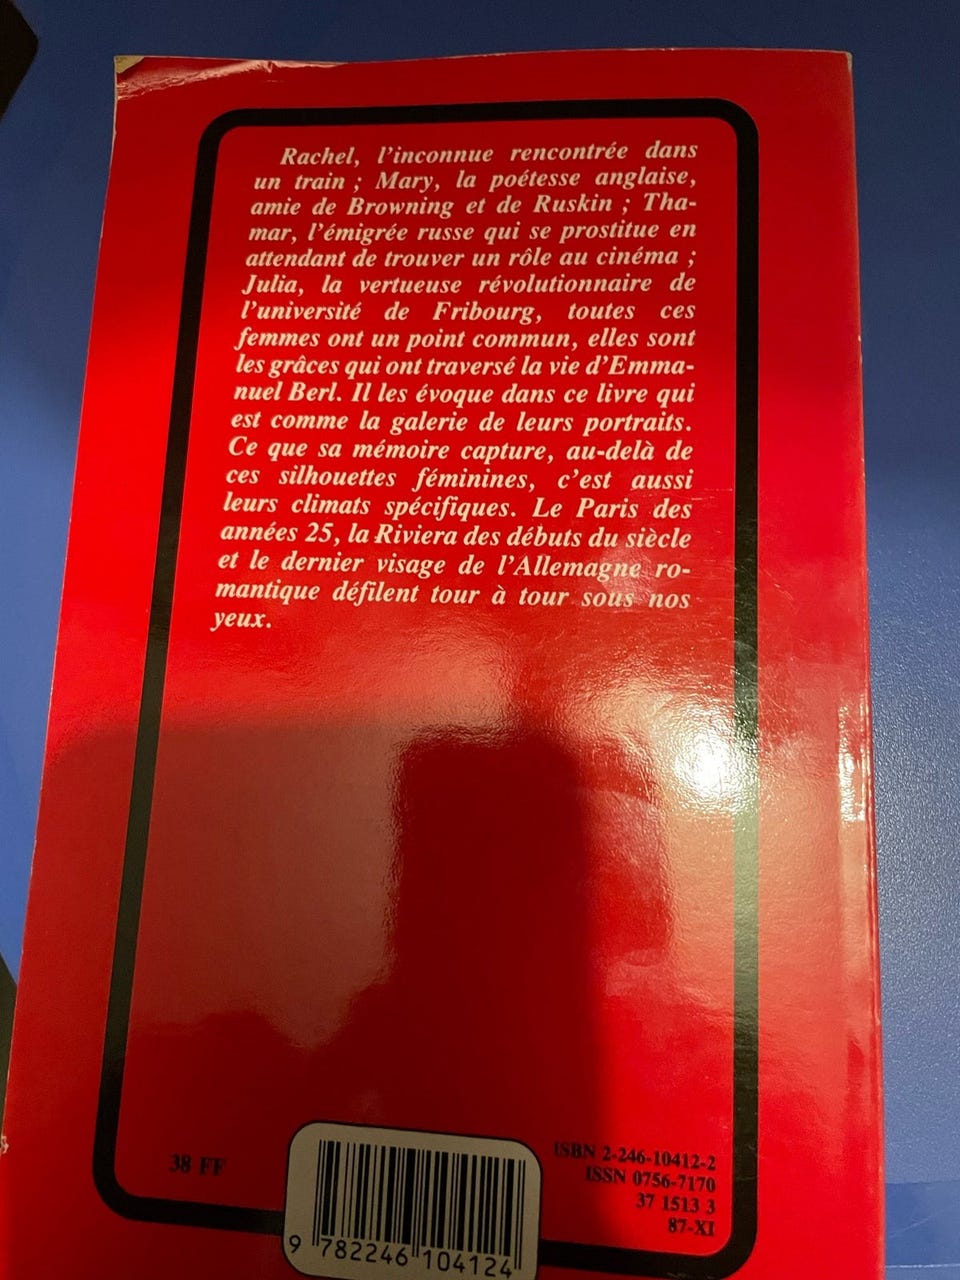 Rachel, l'inconnue rencontrée dans
un train ; Mary, la poétesse anglaise,
amie de Browning et de Ruskin ; Tha-
mar, l'émigrée russe qui se prostitue en
attendant de trouver un rôle au cinéma ;
Julia, la vertueuse révolutionnaire de
l'université de Fribourg, toutes ces
femmes ont un point commun, elles sont
les grâces qui ont traversé la vie d'Emma-
nuel Berl. Il les évoque dans ce livre qui
est comme la galerie de leurs portraits.
Ce que sa mémoire capture, au-delà de
ces silhouettes féminines, c'est aussi
leurs climats spécifiques. Le Paris des
années 25, la Riviera des débuts du siècle
et le dernier visage de l'Allemagne ro-
mantique défilent tour à tour sous nos
yeux.
38 FF
ISBN 2-246-10412-2
ISSN 0756-7170
37 1513 3
87-XI
9 782246 104124